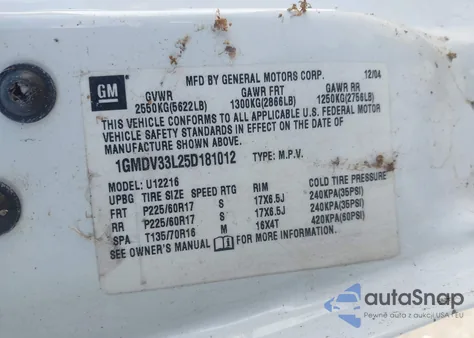 GM
MFD BY GENERAL MOTORS CORP. 12/04
GVWR GAWR FRT GAWR RR
2550KG(5622LB) 1300KG(2866LB) 1250KG(2756LB)
THIS VEHICLE CONFORMS TO ALL APPLICABLE U.S. FEDERAL MOTOR
VEHICLE SAFETY STANDARDS IN EFFECT ON THE DATE OF
MANUFACTURE SHOWN ABOVE.
1GMDV33L25D181012 TYPE: M.P.V.
MODEL: U12216
UPBG TIRE SIZE SPEED RTG RIM COLD TIRE PRESSURE
FRT P225/60R17 S 17X6.5J 240KPA(35PSI)
RR P225/60R17 S 17X6.5J 240KPA(35PSI)
SPA T135/70R16 M 16X4T 420KPA(60PSI)
SEE OWNER'S MANUAL FOR MORE INFORMATION.
autoSnap
Pewne auto z USA i EU